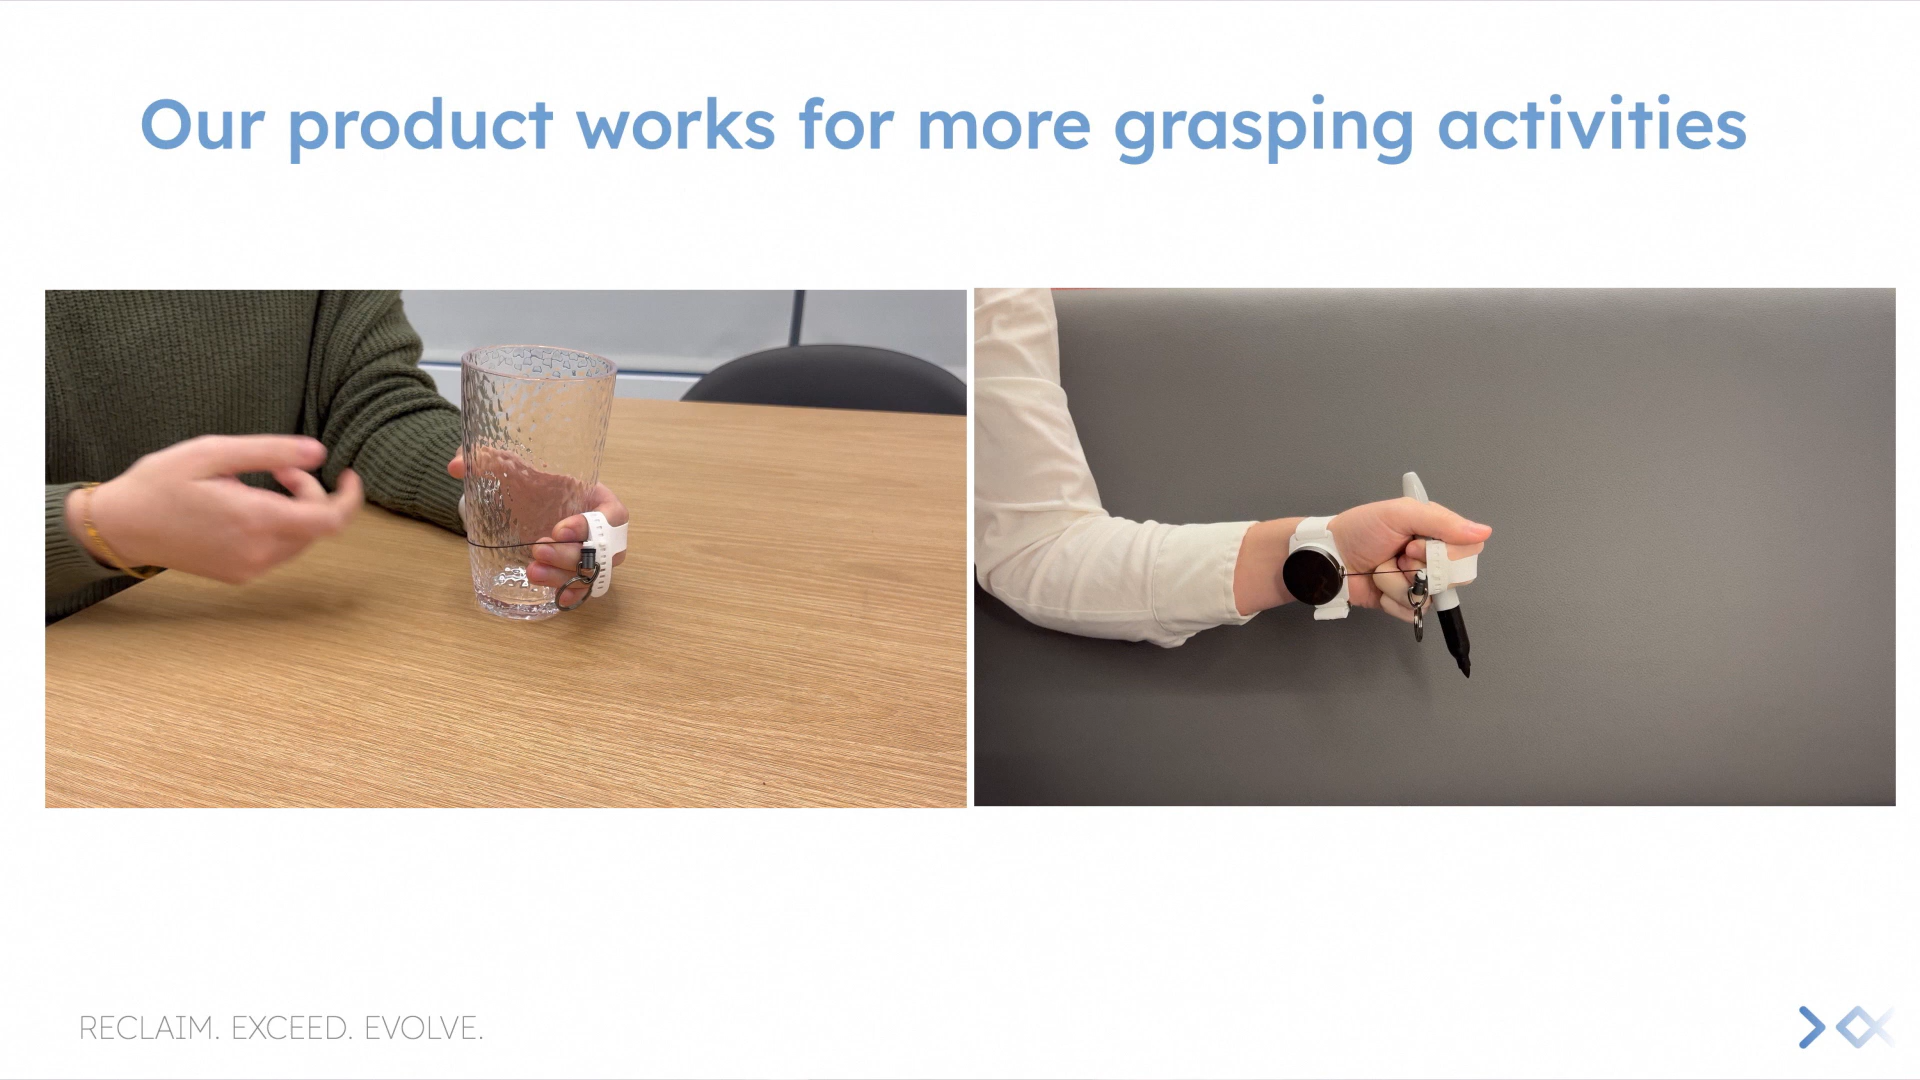 Our product works for more grasping activities
RECLAIM. EXCEED. EVOLVE.